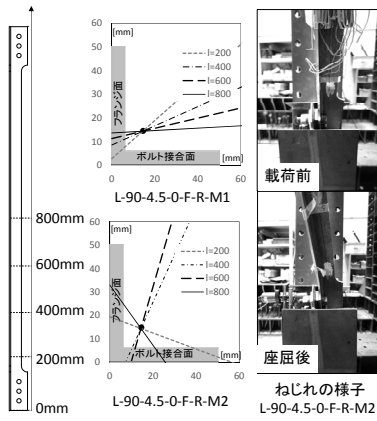 800mm
600mm
400mm
200mm
0mm
[mm]
60
50
40
30
20
10
0
0
20
40
60
l=200
l=400
l=600
l=800
フランジ面
ボルト接合面
[mm]
L-90-4.5-0-F-R-M1
[mm]
60
50
40
30
20
10
0
0
20
40
60
l=200
l=400
l=600
l=800
フランジ面
ボルト接合面
[mm]
L-90-4.5-0-F-R-M2
載荷前
座屈後
ねじれの様子
L-90-4.5-0-F-R-M2